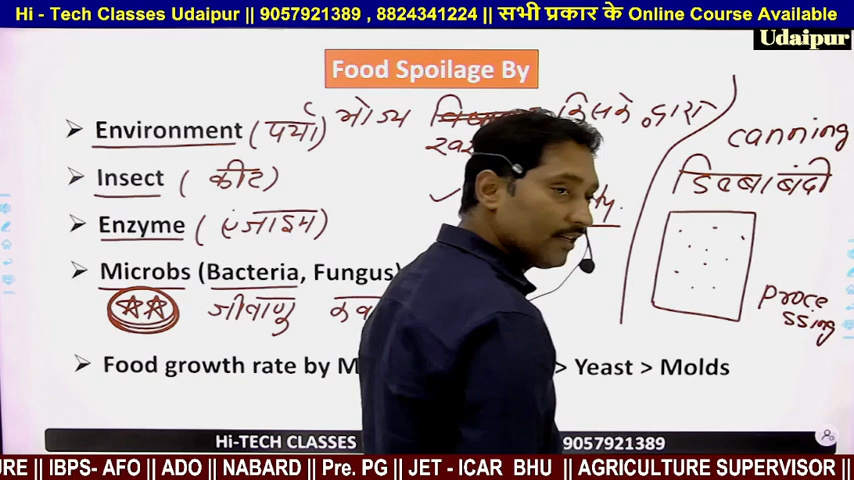 Hi - Tech Classes Udaipur || 9057921389 , 8824341224 || सभी प्रकार के Online Course Available
Udaipur
Food Spoilage By
Environment (पर्या) भोज्य किसके द्वारा
Insect ( कीट)
Enzyme ( एंजाइम)
Microbs (Bacteria, Fungus)
जीवाणु
Food growth rate by M > Yeast > Molds
canning
डिब्बाबंदी
processing
Hi-TECH CLASSES 9057921389
URE || IBPS- AFO || ADO || NABARD || Pre. PG || JET - ICAR BHU || AGRICULTURE SUPERVISOR ||